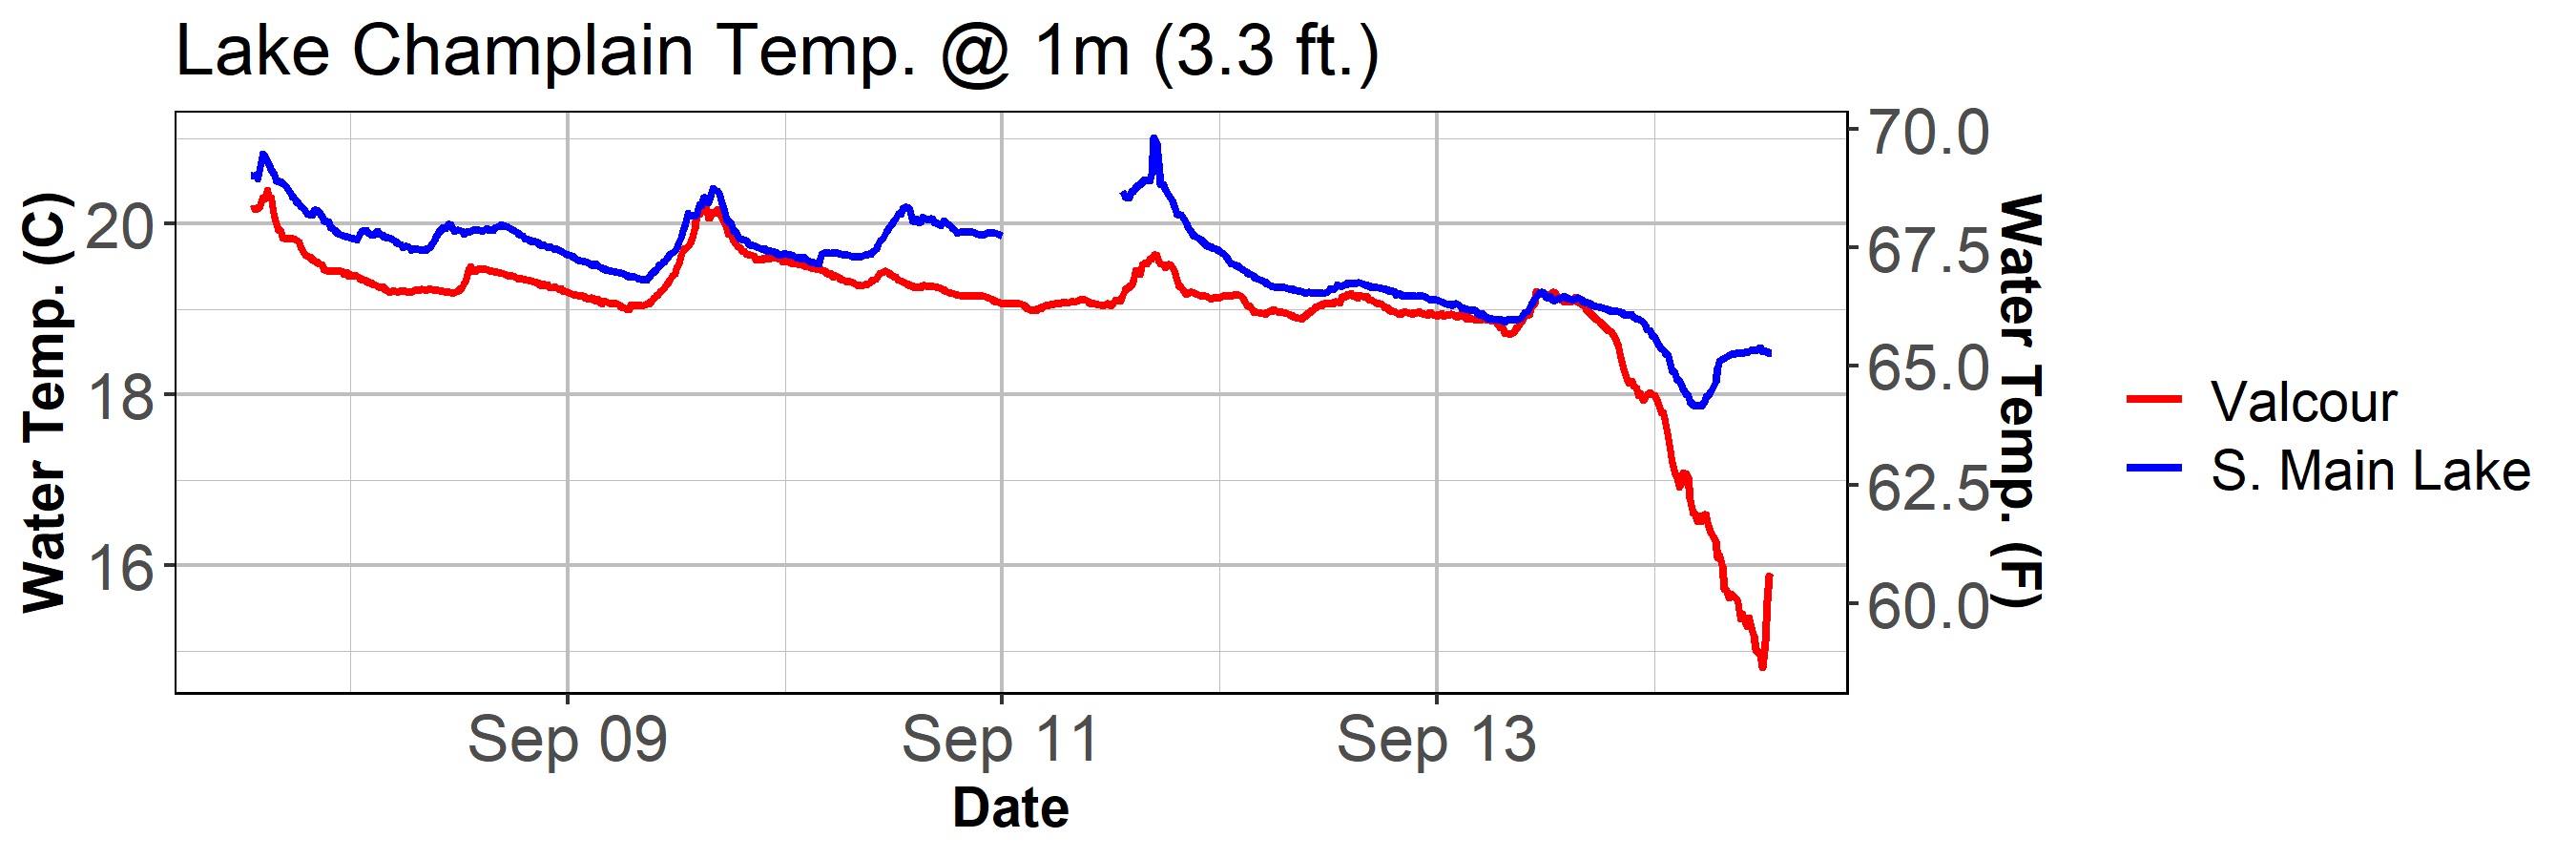 Lake Champlain Temp. @ 1m (3.3 ft.)
Water Temp. (C)
20
18
16
70.0
67.5
65.0
62.5
60.0
Water Temp. (F)
Sep 09
Sep 11
Sep 13
Date
Valcour
S. Main Lake